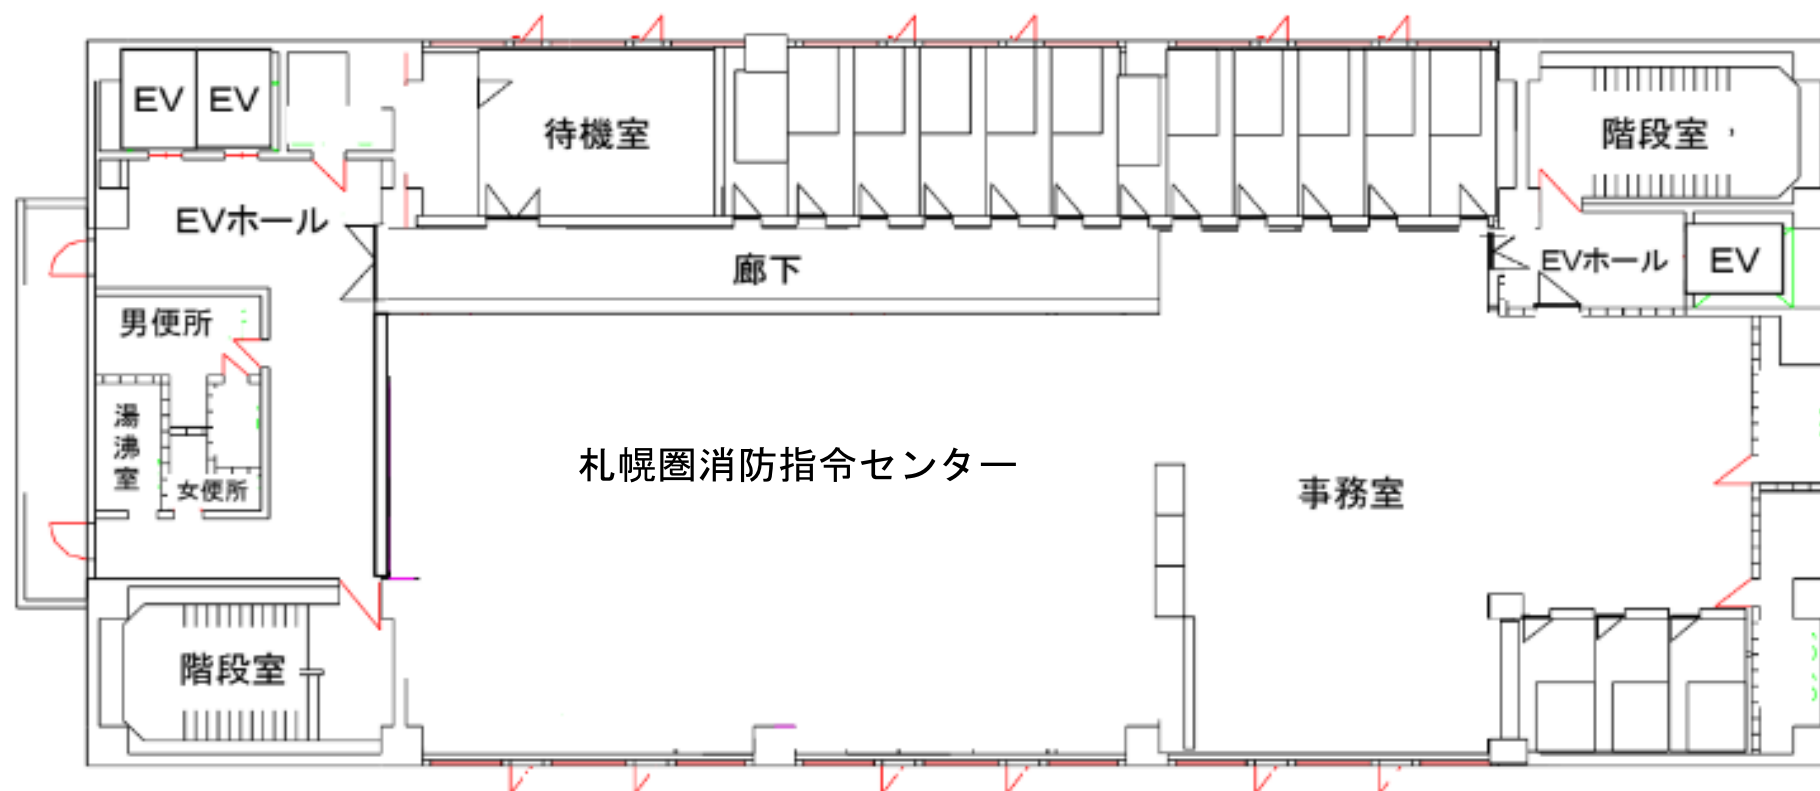 EV
EV
待機室
階段室
EVホール
廊下
EVホール
EV
男便所
湯沸室
女便所
札幌圏消防指令センター
事務室
階段室